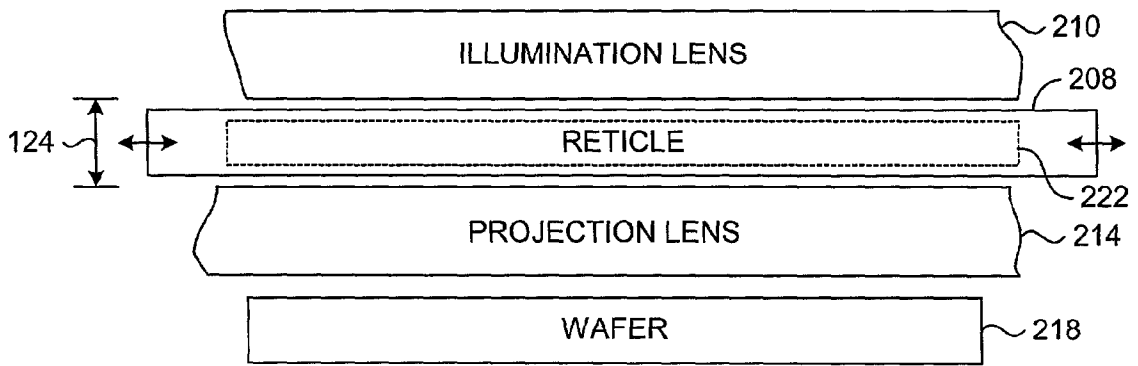 210
ILLUMINATION LENS
208
124
RETICLE
222
PROJECTION LENS
214
WAFER
218